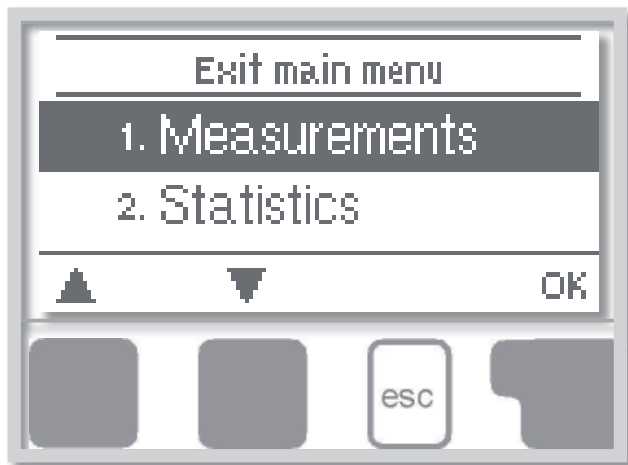 Exit main menu
1. Measurements
2. Statistics
OK
esc